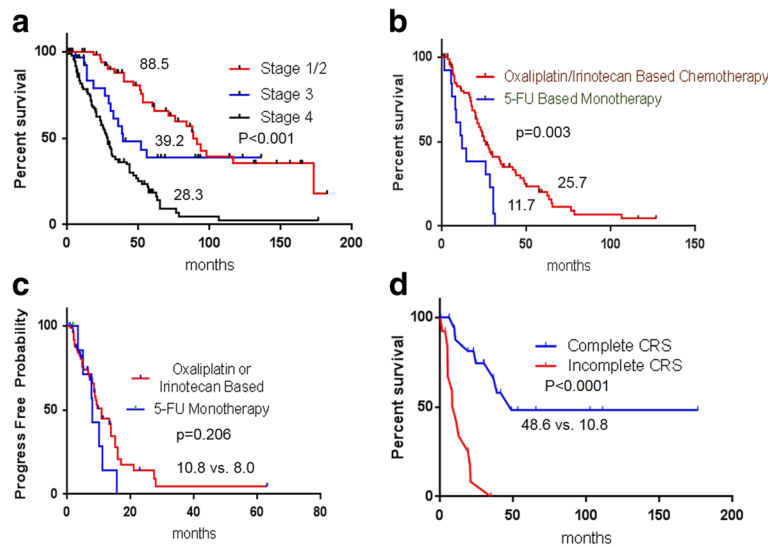 a
Percent survival
100
50
0
88.5
39.2
28.3
Stage 1/2
Stage 3
Stage 4
P<0.001
0 50 100 150 200
months
b
Percent survival
100
50
0
Oxaliplatin/Irinotecan Based Chemotherapy
5-FU Based Monotherapy
p=0.003
25.7
11.7
0 50 100 150
months
c
Progress Free Probability
100
50
0
Oxaliplatin or
Irinotecan Based
5-FU Monotherapy
p=0.206
10.8 vs. 8.0
0 20 40 60 80
months
d
Percent survival
100
50
0
Complete CRS
Incomplete CRS
P<0.0001
48.6 vs. 10.8
0 50 100 150 200
months